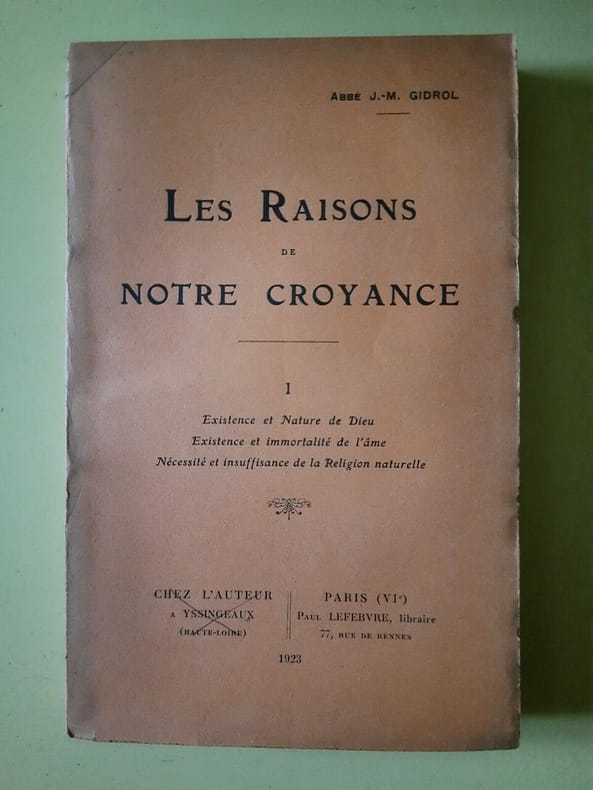 ABBÉ J.-M. GIDROL
LES RAISONS
DE
NOTRE CROYANCE
I
Existence et Nature de Dieu
Existence et immortalité de l'âme
Nécessité et insuffisance de la Religion naturelle
CHEZ L'AUTEUR
A YSSINGEAUX
(HAUTE-LOIRE)
PARIS (VIe)
PAUL LEFEBVRE, libraire
77, RUE DE RENNES
1923